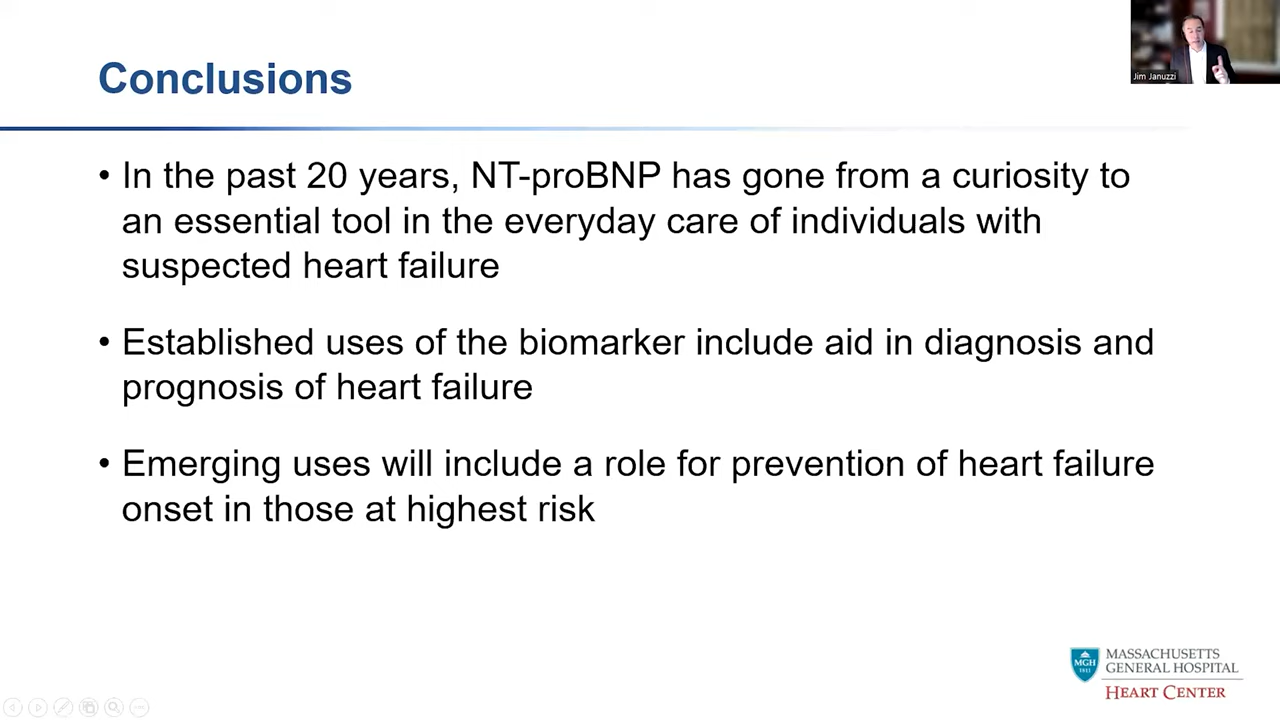 Jim Januzzi
Conclusions
• In the past 20 years, NT-proBNP has gone from a curiosity to
an essential tool in the everyday care of individuals with
suspected heart failure
• Established uses of the biomarker include aid in diagnosis and
prognosis of heart failure
• Emerging uses will include a role for prevention of heart failure
onset in those at highest risk
MGH
1811
MASSACHUSETTS
GENERAL HOSPITAL
HEART CENTER